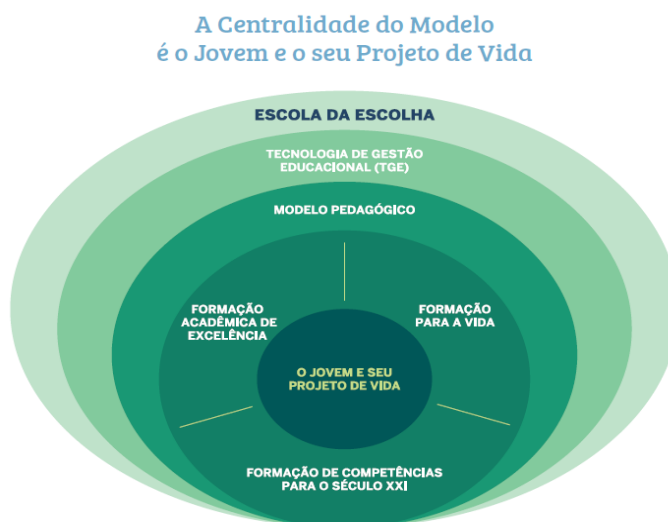 A Centralidade do Modelo
é o Jovem e o seu Projeto de Vida
ESCOLA DA ESCOLHA
TECNOLOGIA DE GESTÃO
EDUCACIONAL (TGE)
MODELO PEDAGÓGICO
FORMAÇÃO
ACADÊMICA DE
EXCELÊNCIA
FORMAÇÃO
PARA A VIDA
O JOVEM E SEU
PROJETO DE VIDA
FORMAÇÃO DE COMPETÊNCIAS
PARA O SÉCULO XXI